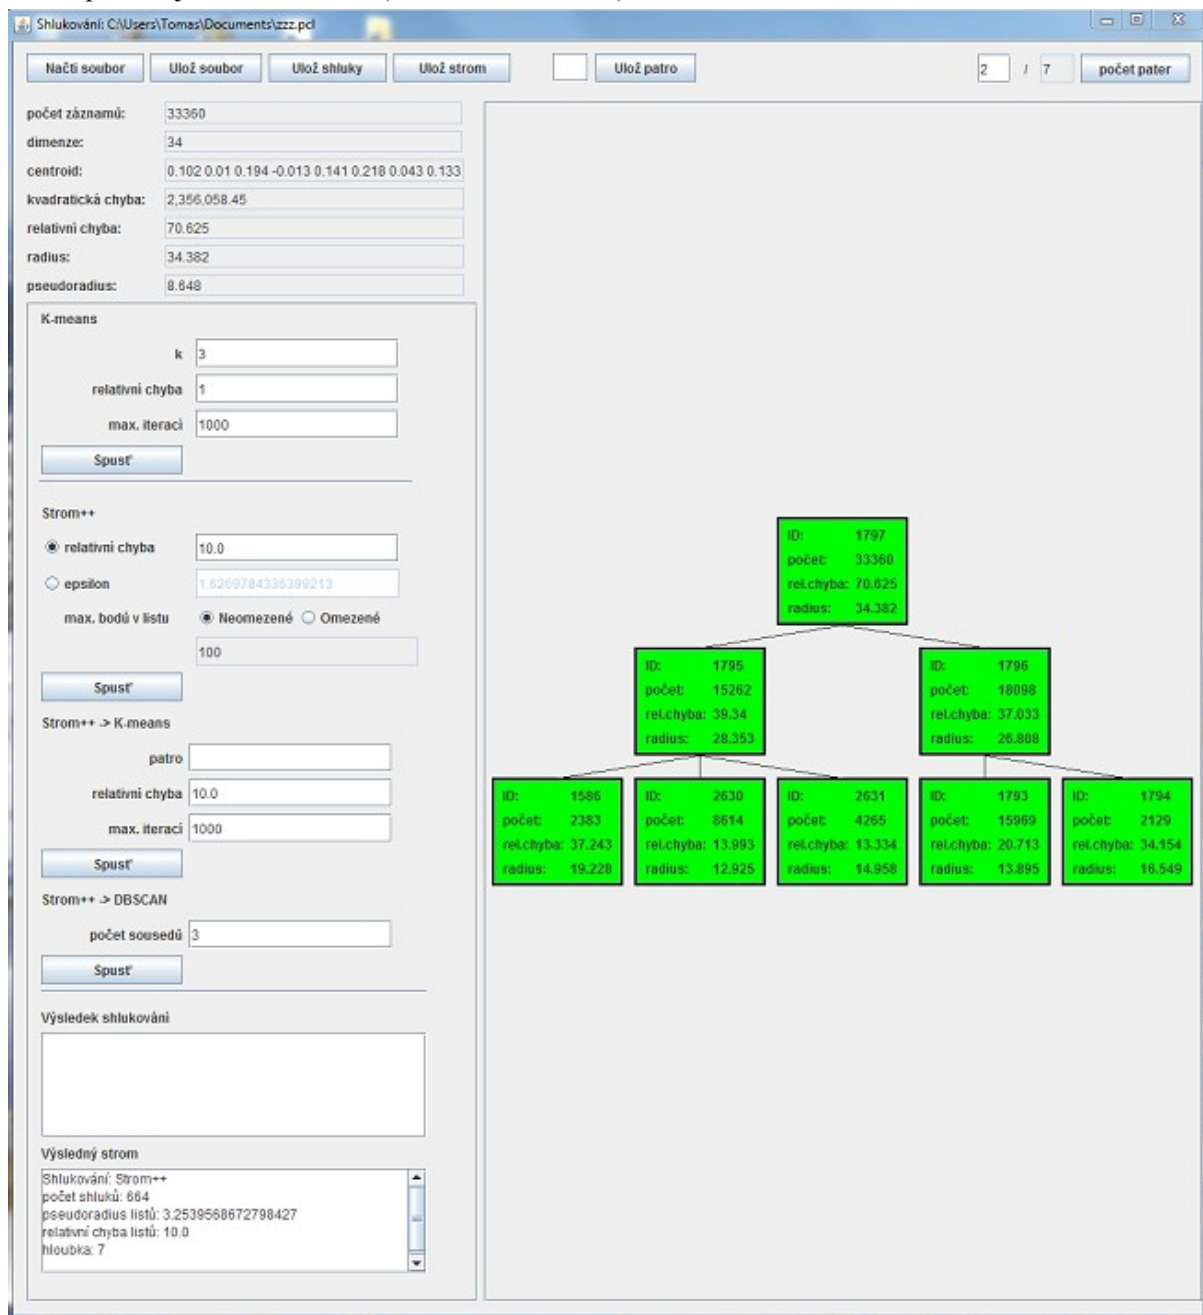 Shlukování: C:\Users\Tomas\Documents\zzz.pcl
Načti soubor Ulož soubor Ulož shluky Ulož strom Ulož patro 2 / 7 počet pater
počet záznamů: 33360
dimenze: 34
centroid: 0.102 0.01 0.194 -0.013 0.141 0.218 0.043 0.133
kvadratická chyba: 2,356,058.45
relativní chyba: 70.625
radius: 34.382
pseudoradius: 8.648
K-means
k 3
relativní chyba 1
max. iterací 1000
Spusť
Strom++
relativní chyba 10.0
epsilon 1.6269784336399213
max. bodů v listu Neomezené Omezené
100
Spusť
Strom++ -> K-means
patro
relativní chyba 10.0
max. iterací 1000
Spusť
Strom++ -> DBSCAN
počet sousedů 3
Spusť
Výsledek shlukování
Výsledný strom
Shlukování: Strom++
počet shluků: 664
pseudoradius listů: 3.2539568672798427
relativní chyba listů: 10.0
hloubka: 7
ID: 1797
počet: 33360
rel.chyba: 70.625
radius: 34.382
ID: 1795
počet: 15262
rel.chyba: 39.34
radius: 28.353
ID: 1796
počet: 18098
rel.chyba: 37.033
radius: 26.808
ID: 1586
počet: 2383
rel.chyba: 37.243
radius: 19.228
ID: 2630
počet: 8614
rel.chyba: 13.993
radius: 12.925
ID: 2631
počet: 4265
rel.chyba: 13.334
radius: 14.958
ID: 1793
počet: 15969
rel.chyba: 20.713
radius: 13.895
ID: 1794
počet: 2129
rel.chyba: 34.154
radius: 16.549